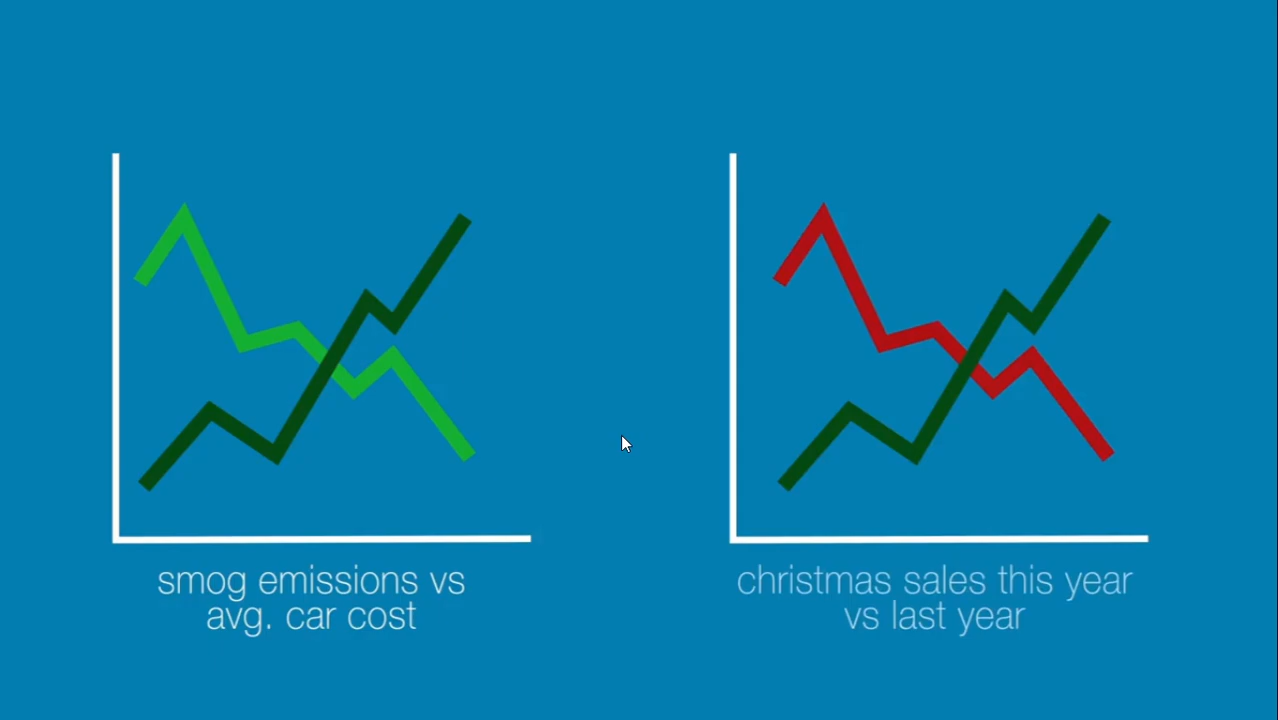 smog emissions vs
avg. car cost
christmas sales this year
vs last year